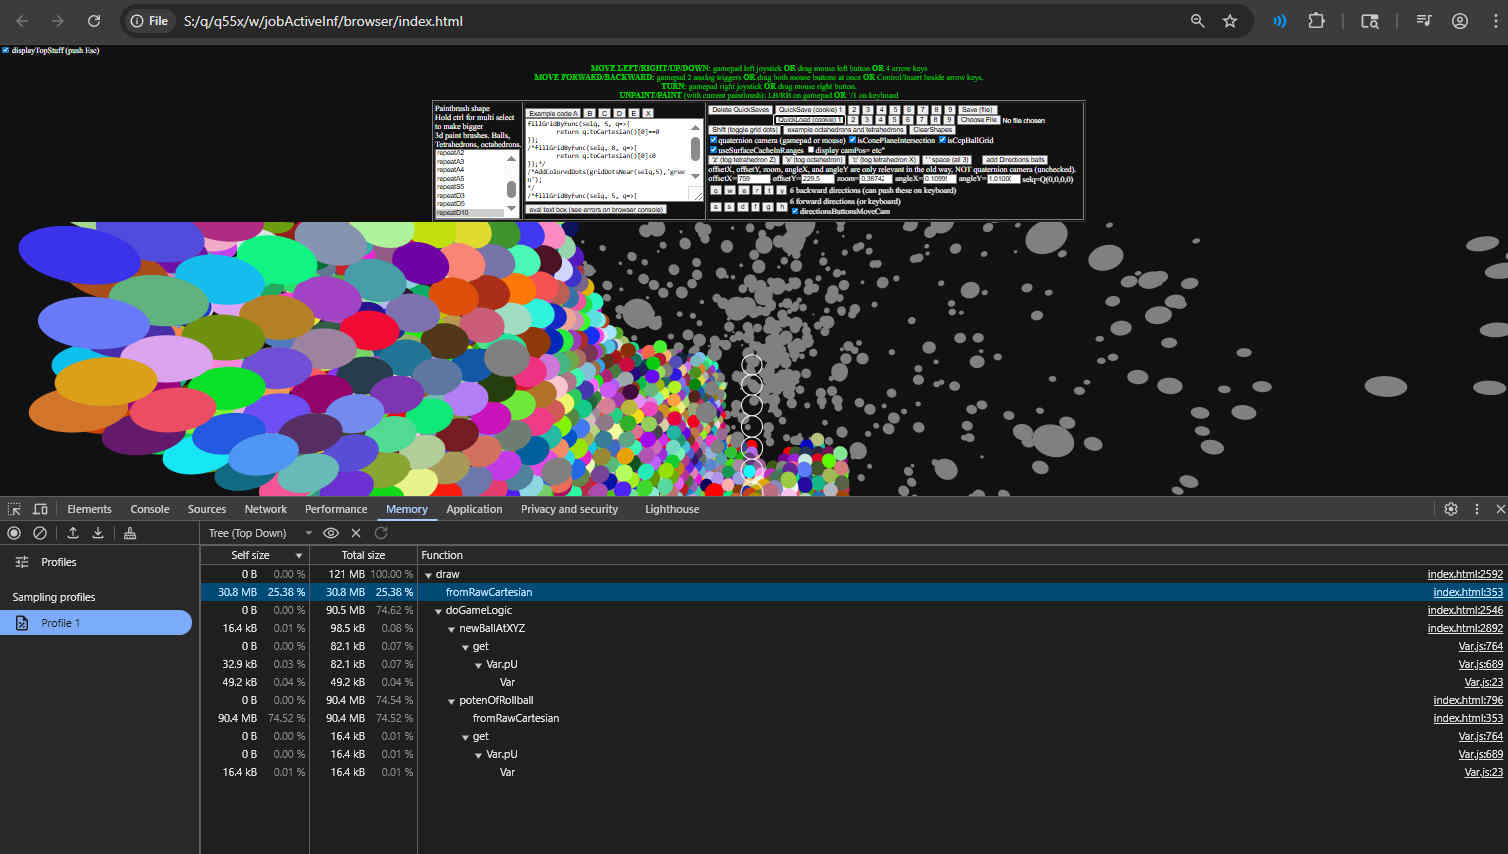 File S:/q/q55x/w/jobActiveInf/browser/index.html
displayTopStuff (push Esc)
MOVE LEFT/RIGHT/UP/DOWN: gamepad left joystick OR drag mouse left button OR 4 arrow keys
MOVE FORWARD/BACKWARD: gamepad 2 analog triggers OR drag both mouse buttons at once OR Control/Insert beside arrow keys.
TURN: gamepad right joystick OR drag mouse right button.
UNPAINT/PAINT (with current paintbrush): LB/RB on gamepad OR '/1 on keyboard
Paintbrush shape
Hold ctrl for multi select
to make bigger
3d paint brushes. Balls,
Tetrahedrons, octahedrons,
repeatA2
repeatA3
repeatA4
repeatA5
repeatS5
repeatD3
repeatD5
repeatD10
Example code A B C D E X
fillGridByFunc(selq, 5, q=>{
return q.toCartesian()[0]==0
});
/*fillGridByFunc(selq, 8, q=>{
return q.toCartesian()[0]≤0
});*/
/*AddColoredDots(gridDotsNear(selq,5),'gree
n');
*/
/*fillGridByFunc(selq, 5, q=>{
eval text box (see errors on browser console)
Delete QuickSaves QuickSave (cookie) 1 2 3 4 5 6 7 8 9 Save (file)
QuickLoad (cookie) 1 2 3 4 5 6 7 8 9 Choose File No file chosen
Shift (toggle grid dots) example octahedrons and tetrahedrons ClearShapes
quaternion camera (gamepad or mouse) isConePlaneIntersection isCcpBallGrid
useSurfaceCacheInRanges display camPos= etc"
'z' (tog tetrahedron Z) 'x' (tog octahedron) 'c' (tog tetrahedron X) ' ' space (all 3) add Directions balls
offsetX, offsetY, zoom, angleX, and angleY are only relevant in the old way, NOT quaternion camera (unchecked).
offsetX= 759 offsetY= 229.5 zoom= 0.38742 angleX= 0.1099 angleY= 1.0100 selq=Q(0,0,0,0)
q w e r t y 6 backward directions (can push these on keyboard)
a s d f g h 6 forward directions (or keyboard)
directionsButtonsMoveCam
Elements Console Sources Network Performance Memory Application Privacy and security Lighthouse
Tree (Top Down)
Profiles
Sampling profiles
Profile 1
Self size Total size Function
0 B 0.00 % 121 MB 100.00 % draw index.html:2592
30.8 MB 25.38 % 30.8 MB 25.38 % fromRawCartesian index.html:353
0 B 0.00 % 90.5 MB 74.62 % doGameLogic index.html:2546
16.4 kB 0.01 % 98.5 kB 0.08 % newBallAtXYZ index.html:2892
0 B 0.00 % 82.1 kB 0.07 % get Var.js:764
32.9 kB 0.03 % 82.1 kB 0.07 % Var.pU Var.js:689
49.2 kB 0.04 % 49.2 kB 0.04 % Var Var.js:23
0 B 0.00 % 90.4 MB 74.54 % potenOfRollball index.html:796
90.4 MB 74.52 % 90.4 MB 74.52 % fromRawCartesian index.html:353
0 B 0.00 % 16.4 kB 0.01 % get Var.js:764
0 B 0.00 % 16.4 kB 0.01 % Var.pU Var.js:689
16.4 kB 0.01 % 16.4 kB 0.01 % Var Var.js:23